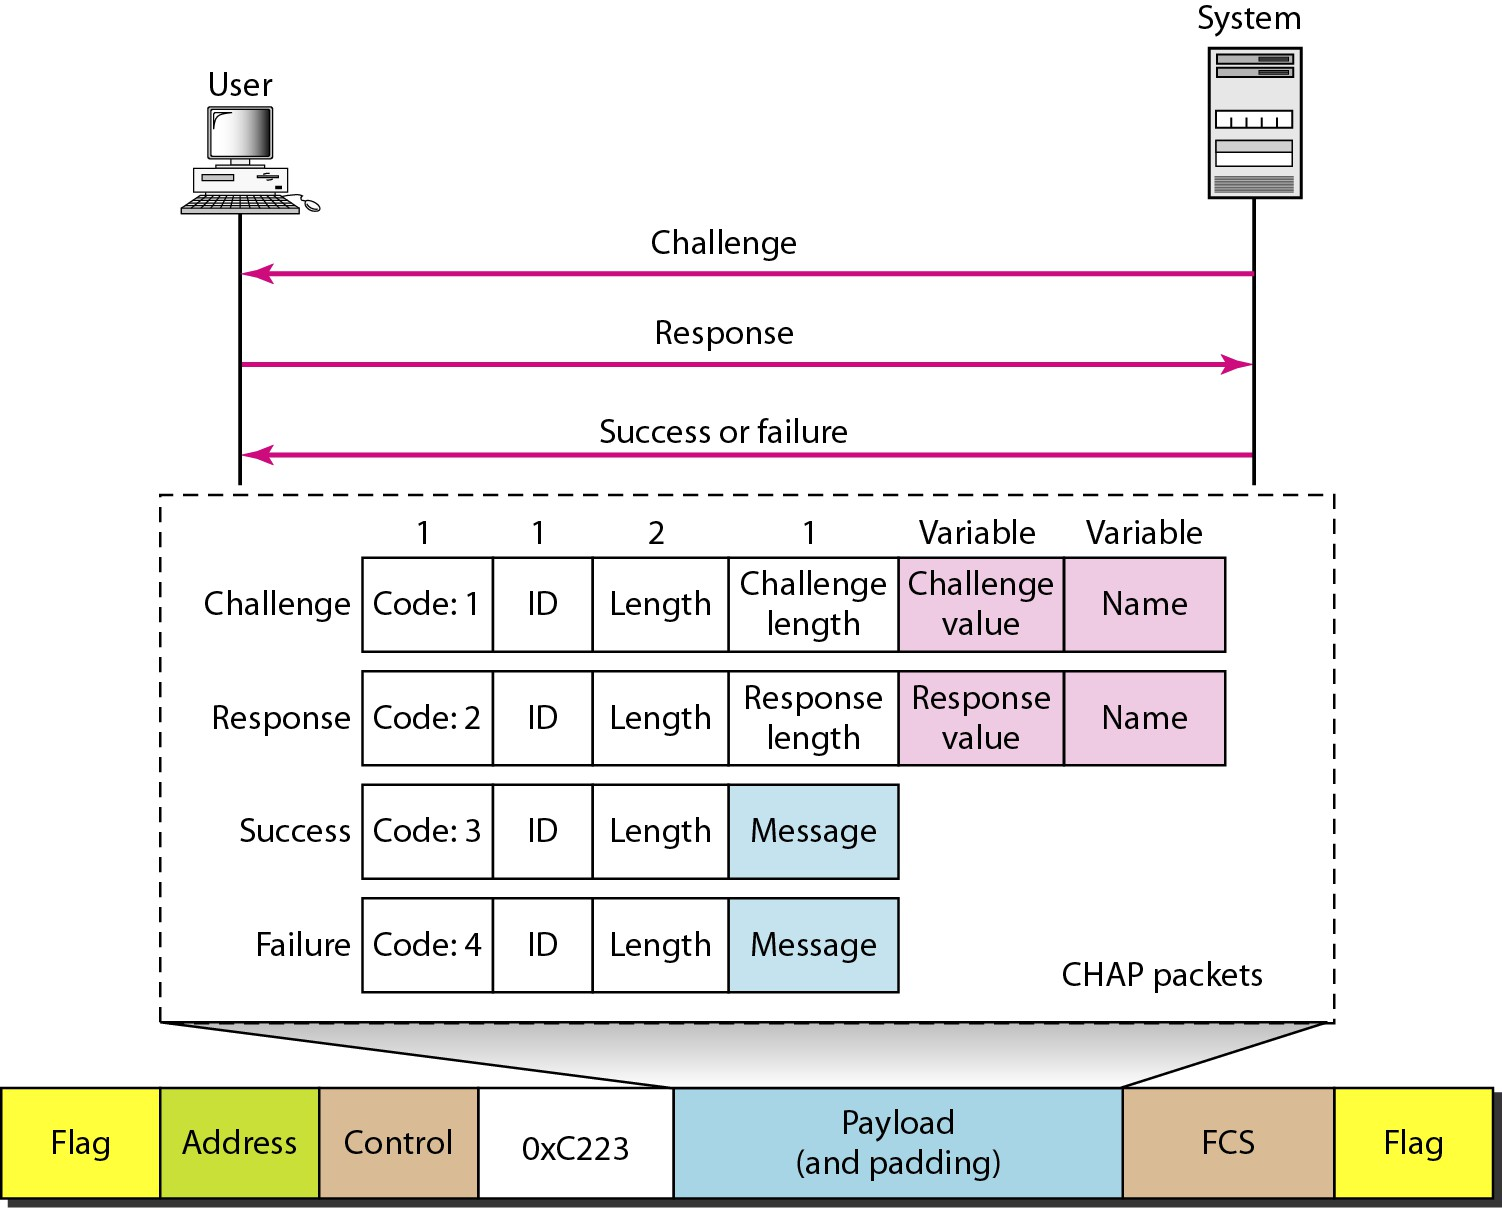 System
User
Challenge
Response
Success or failure
1 1 2 1 Variable Variable
Challenge Code: 1 ID Length Challenge length Challenge value Name
Response Code: 2 ID Length Response length Response value Name
Success Code: 3 ID Length Message
Failure Code: 4 ID Length Message
CHAP packets
Flag Address Control 0xC223 Payload (and padding) FCS Flag